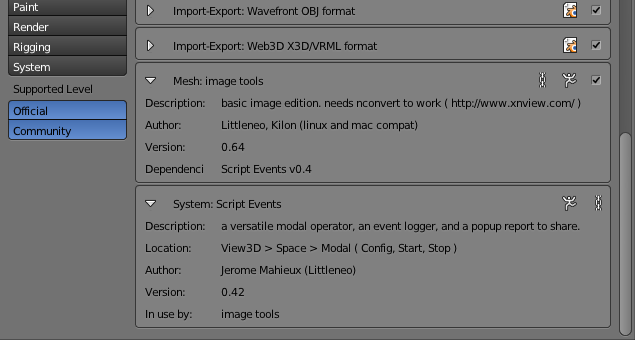 Paint
Render
Rigging
System
Supported Level
Official
Community
Import-Export: Wavefront OBJ format
Import-Export: Web3D X3D/VRML format
Mesh: image tools
Description: basic image edition. needs nconvert to work ( http://www.xnview.com/ )
Author: Littleneo, Kilon (linux and mac compat)
Version: 0.64
Dependenci Script Events v0.4
System: Script Events
Description: a versatile modal operator, an event logger, and a popup report to share.
Location: View3D > Space > Modal ( Config, Start, Stop )
Author: Jerome Mahieux (Littleneo)
Version: 0.42
In use by: image tools